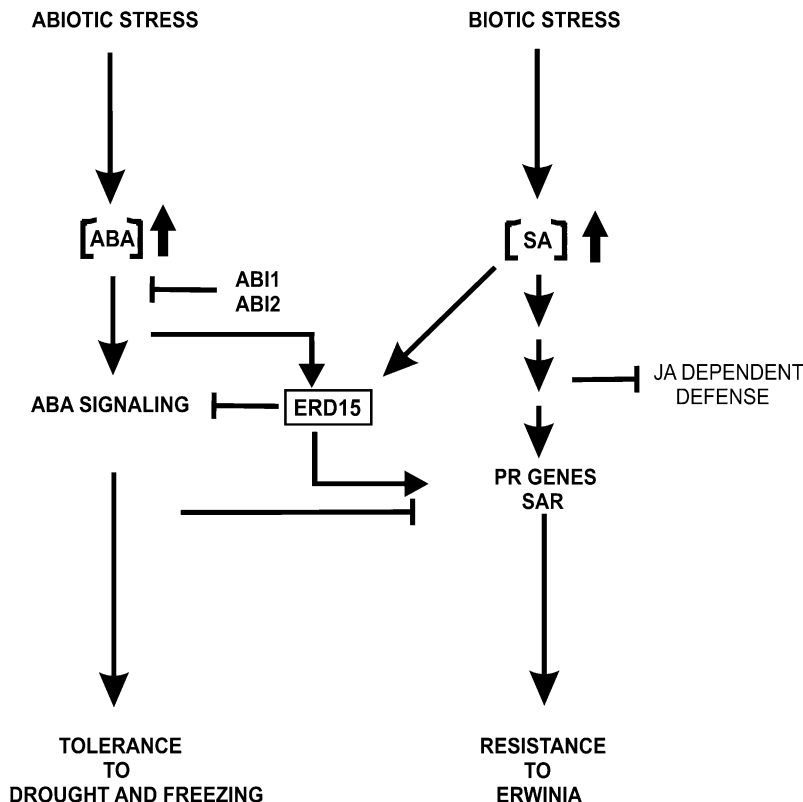 ABIOTIC STRESS
BIOTIC STRESS
[ABA]
[SA]
ABI1
ABI2
JA DEPENDENT
DEFENSE
ABA SIGNALING
ERD15
PR GENES
SAR
TOLERANCE
TO
DROUGHT AND FREEZING
RESISTANCE
TO
ERWINIA